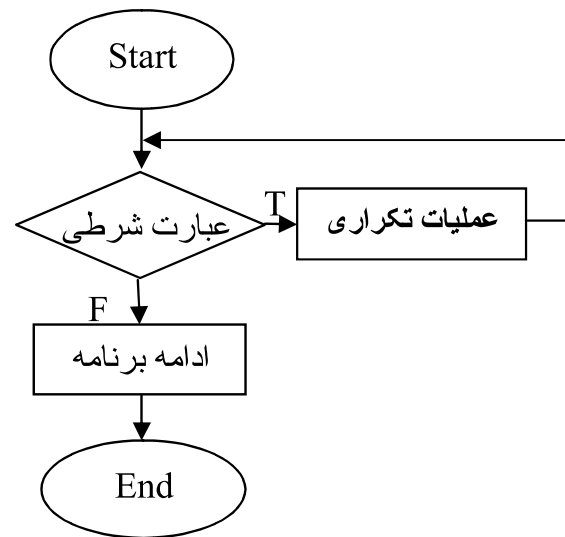 Start
T
عبارت شرطی
عملیات تکراری
F
ادامه برنامه
End